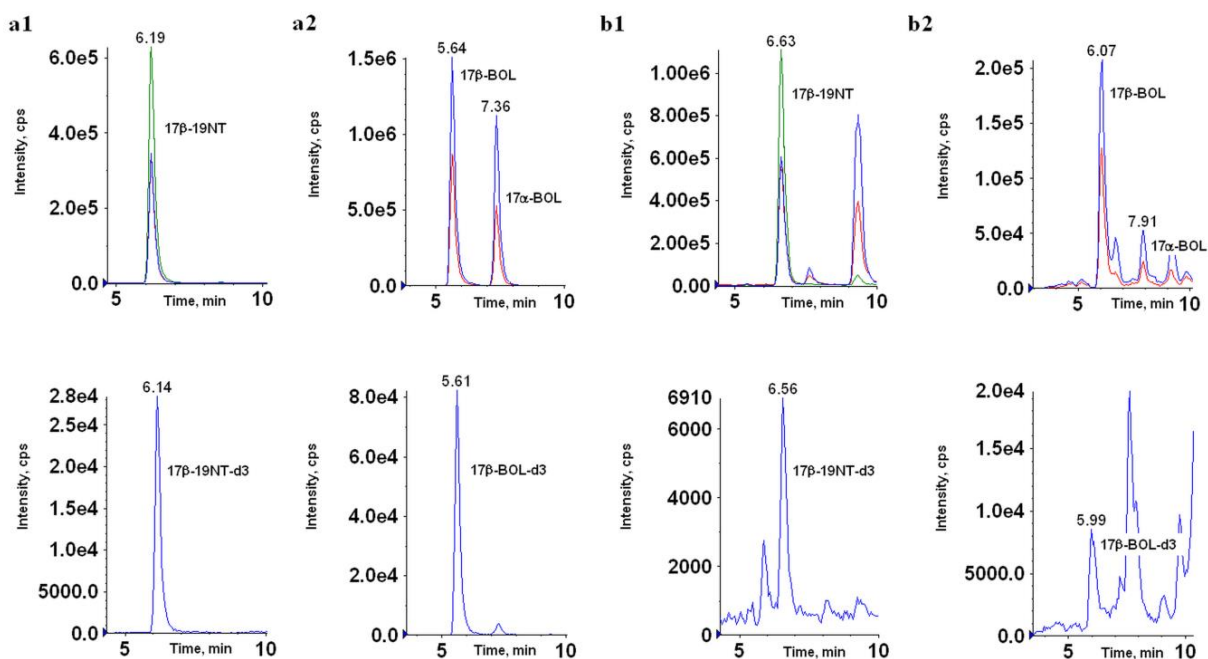 a1
6.19
6.0e5
4.0e5
2.0e5
0.0
Intensity, cps
17β-19NT
5
10
Time, min
a2
5.64
7.36
1.5e6
1.0e6
5.0e5
0.0
Intensity, cps
17β-BOL
17α-BOL
5
10
Time, min
b1
6.63
1.00e6
8.00e5
6.00e5
4.00e5
2.00e5
0.00
Intensity, cps
17β-19NT
5
10
Time, min
b2
6.07
7.91
2.0e5
1.5e5
1.0e5
5.0e4
0.0
Intensity, cps
17β-BOL
17α-BOL
5
10
Time, min
6.14
2.8e4
2.5e4
2.0e4
1.5e4
1.0e4
5000.0
0.0
Intensity, cps
17β-19NT-d3
5
10
Time, min
5.61
8.0e4
6.0e4
4.0e4
2.0e4
0.0
Intensity, cps
17β-BOL-d3
5
10
Time, min
6.56
6910
6000
4000
2000
0
Intensity, cps
17β-19NT-d3
5
10
Time, min
5.99
2.0e4
1.5e4
1.0e4
5000.0
0.0
Intensity, cps
17β-BOL-d3
5
10
Time, min